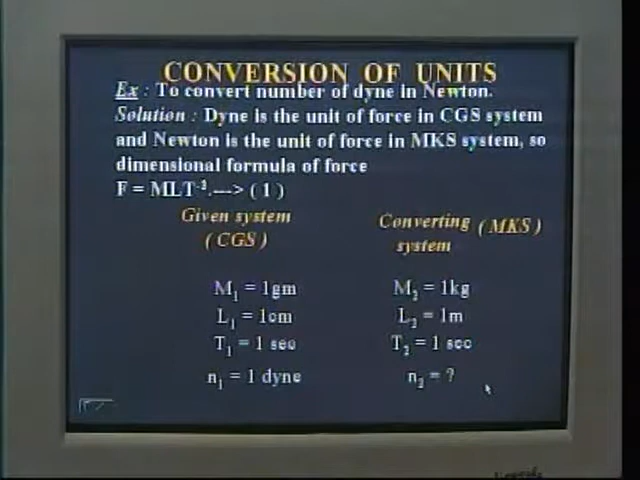 CONVERSION OF UNITS
Ex : To convert number of dyne in Newton.
Solution : Dyne is the unit of force in CGS system
and Newton is the unit of force in MKS system, so
dimensional formula of force
F = MLT⁻².---> ( 1 )
Given system
( CGS )
Converting ( MKS )
system
M₁ = 1gm
M₂ = 1kg
L₁ = 1cm
L₂ = 1m
T₁ = 1 sec
T₂ = 1 sec
n₁ = 1 dyne
n₂ = ?